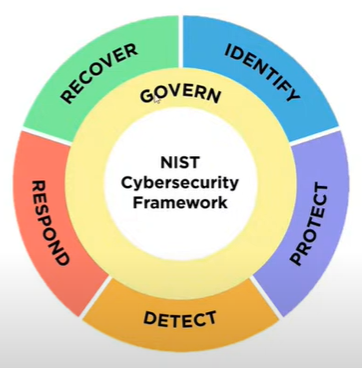 RECOVER
IDENTIFY
GOVERN
NIST
Cybersecurity
Framework
RESPOND
PROTECT
DETECT